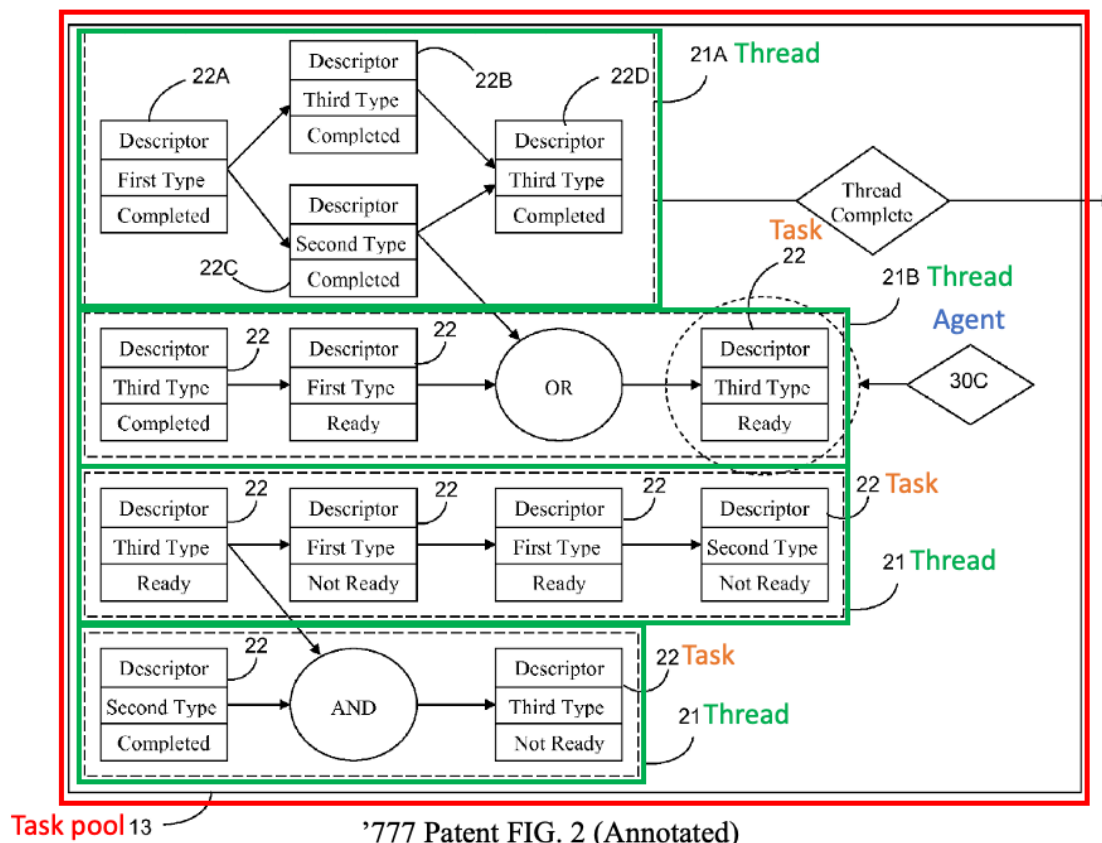 21A Thread
22A
Descriptor
Third Type
Completed
22B
22D
Descriptor
First Type
Completed
Descriptor
Third Type
Completed
Descriptor
Second Type
Completed
22C
Thread
Complete
Task
22
21B Thread
Agent
30C
Descriptor
Third Type
Completed
22
Descriptor
First Type
Ready
22
OR
Descriptor
Third Type
Ready
Descriptor
Third Type
Ready
22
Descriptor
First Type
Not Ready
22
Descriptor
First Type
Ready
22
Descriptor
Second Type
Not Ready
22 Task
21 Thread
Descriptor
Second Type
Completed
22
AND
Descriptor
Third Type
Not Ready
22 Task
21 Thread
Task pool 13
’777 Patent FIG. 2 (Annotated)